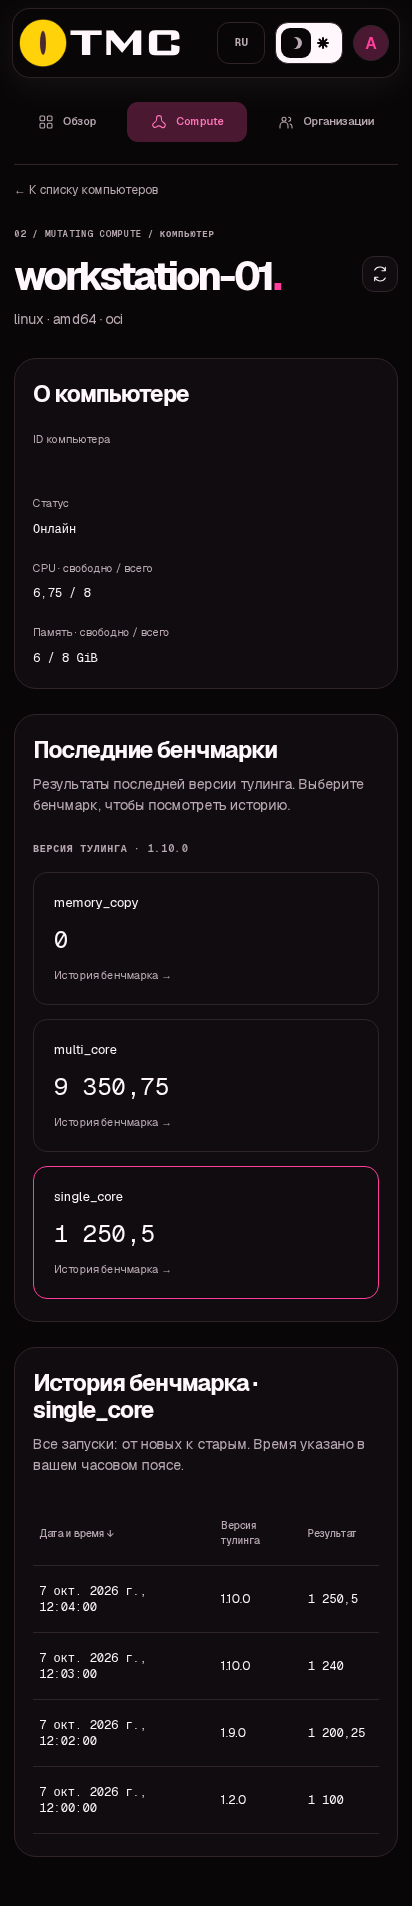 TMC
RU
A
Обзор
Compute
Организации
← К списку компьютеров
02 / MUTATING COMPUTE / КОМПЬЮТЕР
workstation-01.
linux · amd64 · oci
О компьютере
ID компьютера
Статус
Онлайн
CPU · свободно / всего
6,75 / 8
Память · свободно / всего
6 / 8 GiB
Последние бенчмарки
Результаты последней версии тулинга. Выберите
бенчмарк, чтобы посмотреть историю.
ВЕРСИЯ ТУЛИНГА · 1.10.0
memory_copy
0
История бенчмарка →
multi_core
9 350,75
История бенчмарка →
single_core
1 250,5
История бенчмарка →
История бенчмарка ·
single_core
Все запуски: от новых к старым. Время указано в
вашем часовом поясе.
Дата и время ↓
Версия
тулинга
Результат
7 окт. 2026 г.,
12:04:00
1.10.0
1 250,5
7 окт. 2026 г.,
12:03:00
1.10.0
1 240
7 окт. 2026 г.,
12:02:00
1.9.0
1 200,25
7 окт. 2026 г.,
12:00:00
1.2.0
1 100